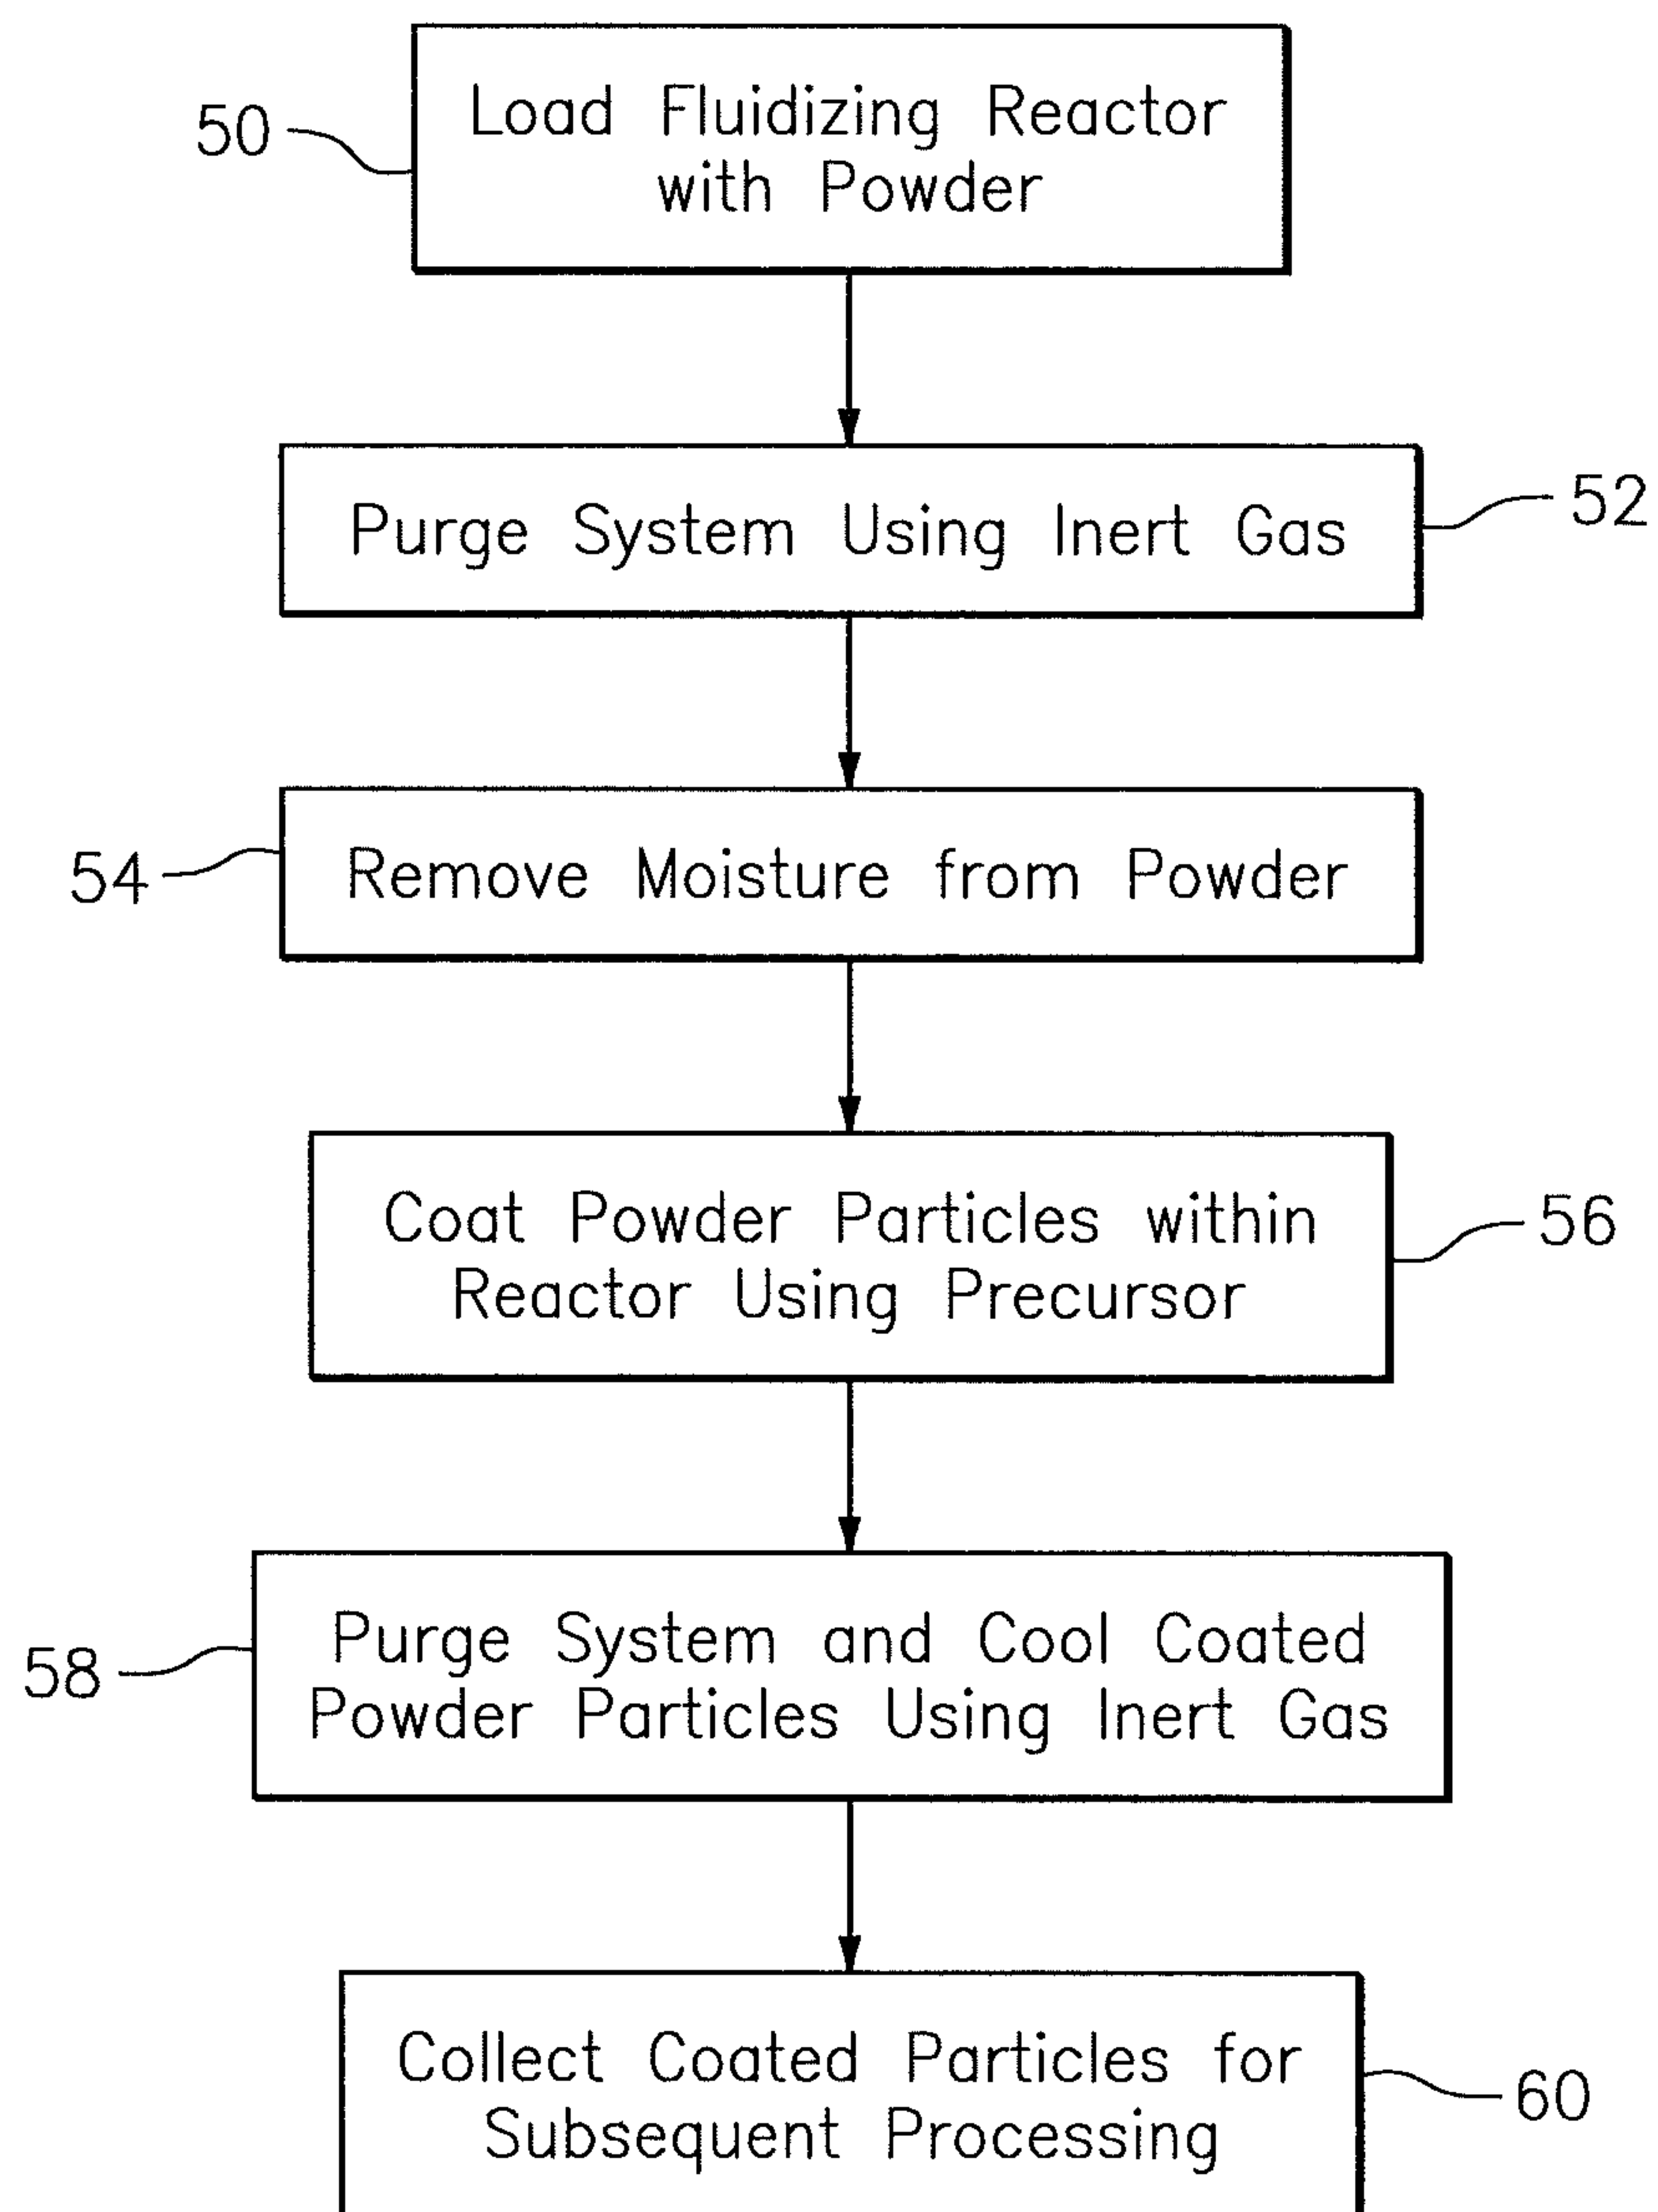 50
Load Fluidizing Reactor
with Powder
Purge System Using Inert Gas
52
54
Remove Moisture from Powder
Coat Powder Particles within
Reactor Using Precursor
56
58
Purge System and Cool Coated
Powder Particles Using Inert Gas
Collect Coated Particles for
Subsequent Processing
60